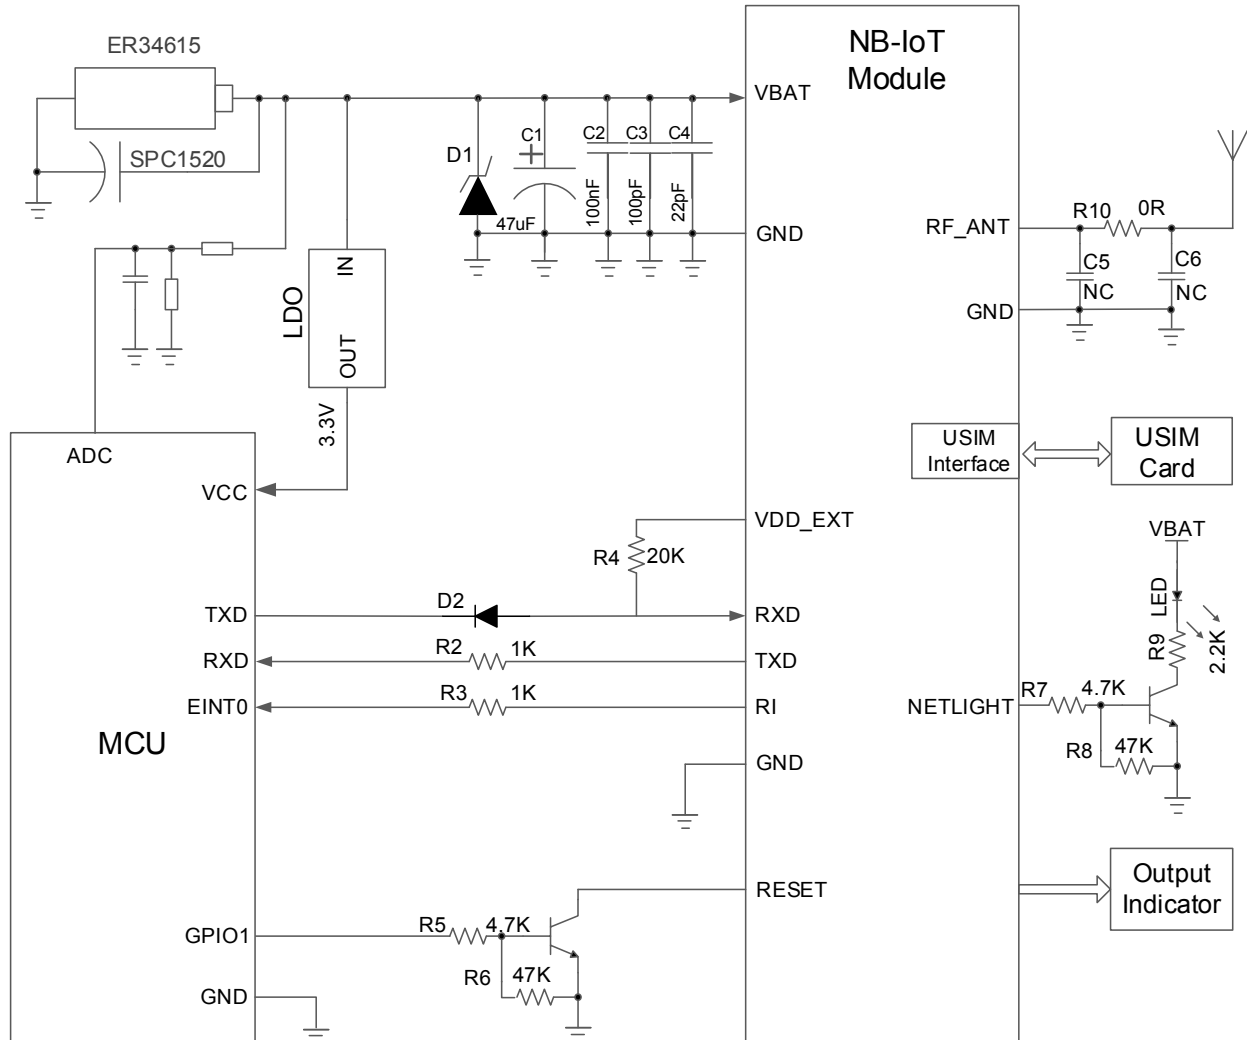 ER34615
SPC1520
NB-IoT
Module
VBAT
D1
C1
47uF
C2
100nF
C3
100pF
C4
22pF
GND
RF_ANT
R10
0R
C5
NC
C6
NC
GND
LDO
IN
OUT
3.3V
ADC
VCC
USIM
Interface
USIM
Card
VDD_EXT
R4
20K
VBAT
LED
R9
2.2K
TXD
D2
RXD
RXD
R2
1K
TXD
EINT0
R3
1K
RI
NETLIGHT
R7
4.7K
R8
47K
MCU
GND
RESET
Output
Indicator
GPIO1
R5
4.7K
R6
47K
GND